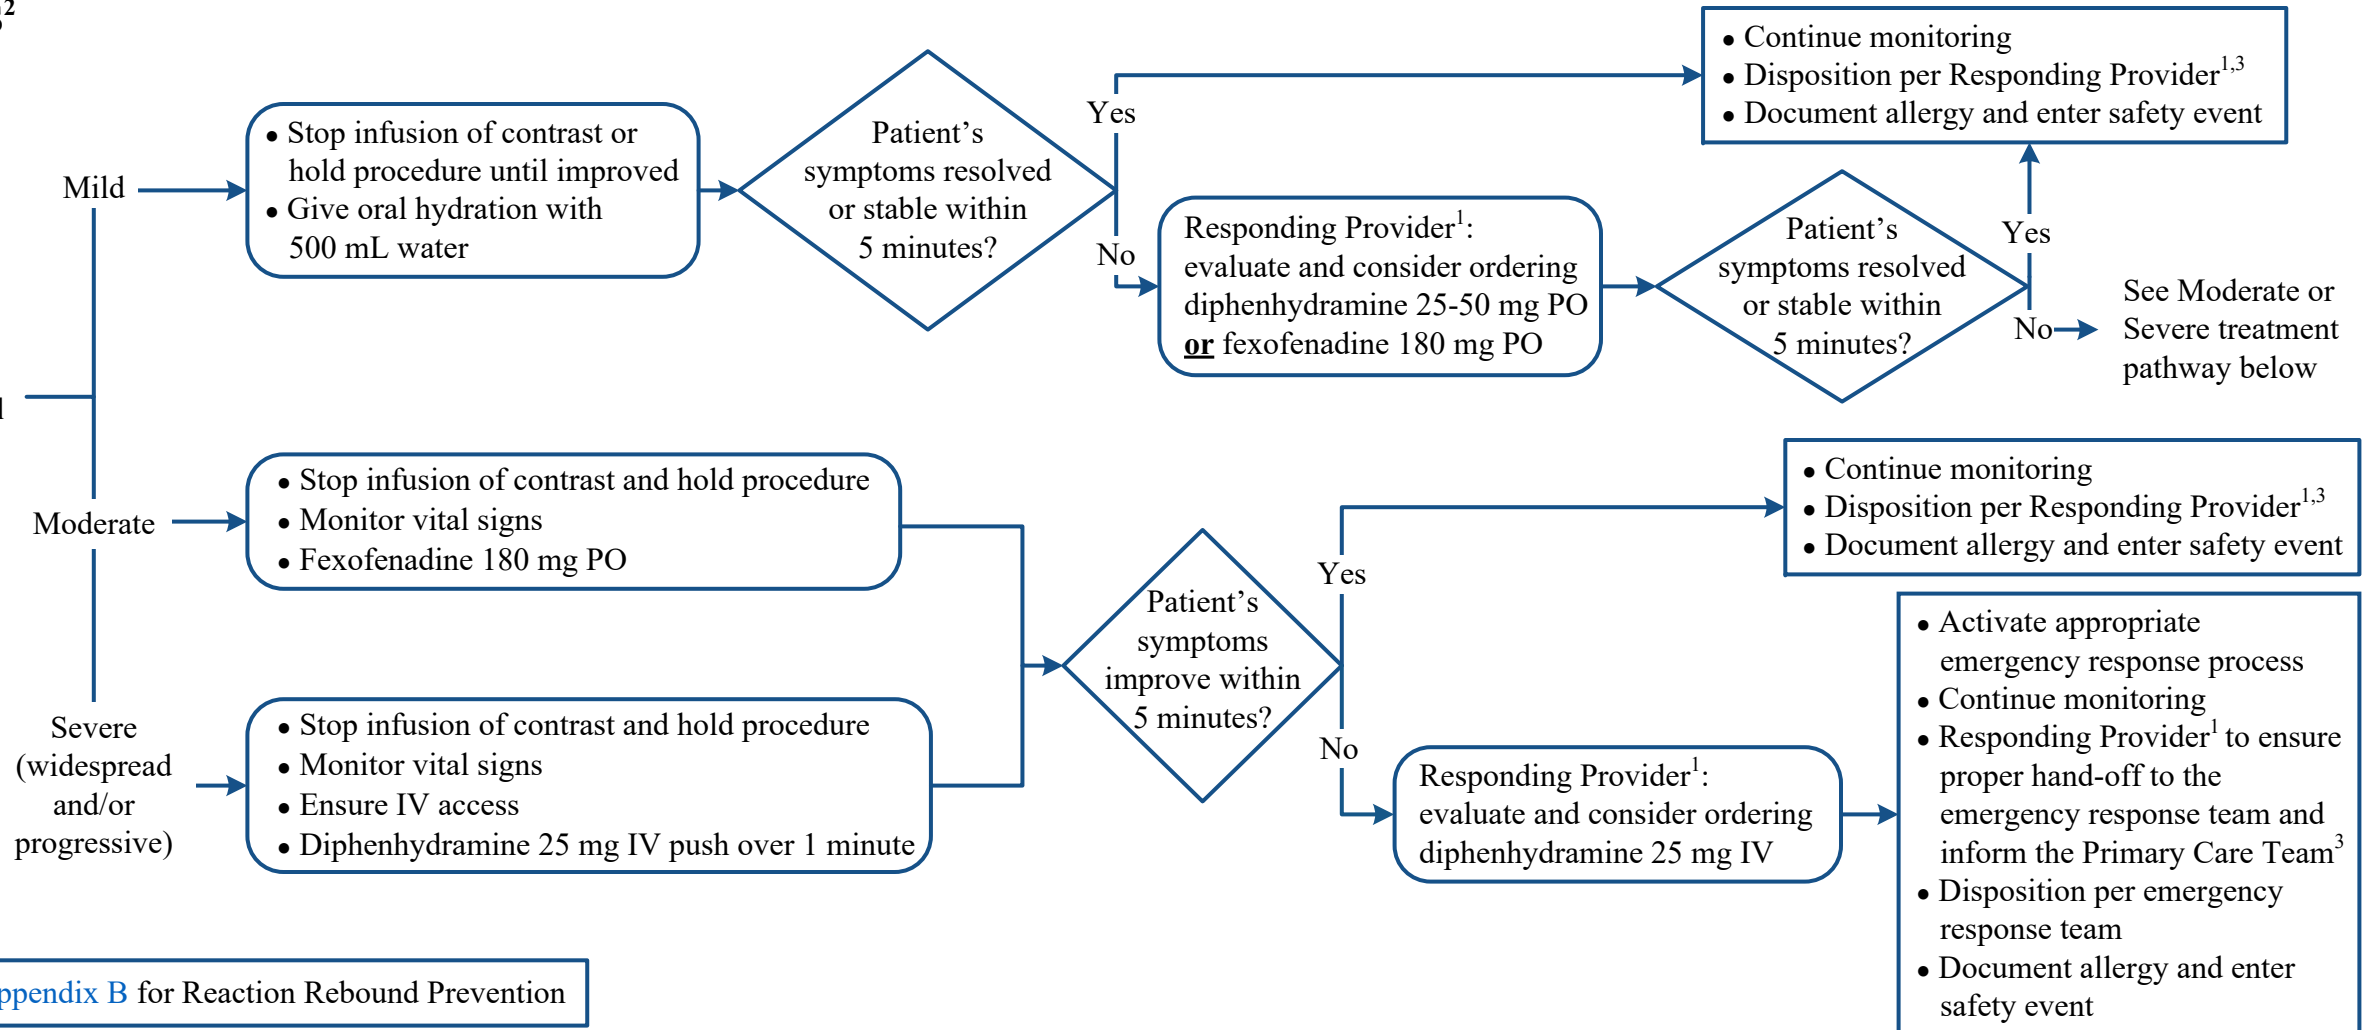 Mild
• Stop infusion of contrast or
hold procedure until improved
• Give oral hydration with
500 mL water
Patient’s
symptoms resolved
or stable within
5 minutes?
Yes
No
• Continue monitoring
• Disposition per Responding Provider1,3
• Document allergy and enter safety event
Responding Provider1:
evaluate and consider ordering
diphenhydramine 25-50 mg PO
or fexofenadine 180 mg PO
Patient’s
symptoms resolved
or stable within
5 minutes?
Yes
No
See Moderate or
Severe treatment
pathway below
Moderate
• Stop infusion of contrast and hold procedure
• Monitor vital signs
• Fexofenadine 180 mg PO
Severe
(widespread
and/or
progressive)
• Stop infusion of contrast and hold procedure
• Monitor vital signs
• Ensure IV access
• Diphenhydramine 25 mg IV push over 1 minute
Patient’s
symptoms
improve within
5 minutes?
Yes
No
• Continue monitoring
• Disposition per Responding Provider1,3
• Document allergy and enter safety event
Responding Provider1:
evaluate and consider ordering
diphenhydramine 25 mg IV
• Activate appropriate
emergency response process
• Continue monitoring
• Responding Provider1 to ensure
proper hand-off to the
emergency response team and
inform the Primary Care Team3
• Disposition per emergency
response team
• Document allergy and enter
safety event
ppendix B for Reaction Rebound Prevention